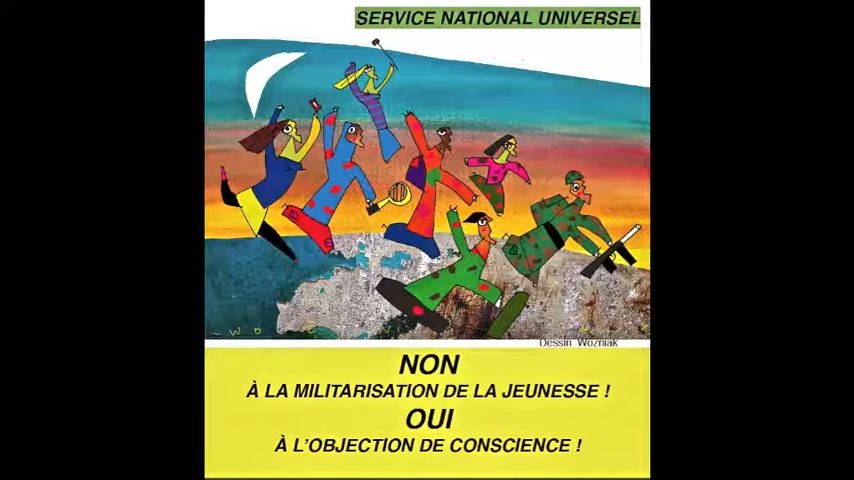 SERVICE NATIONAL UNIVERSEL
Dessin Wozniak
NON
À LA MILITARISATION DE LA JEUNESSE !
OUI
À L'OBJECTION DE CONSCIENCE !